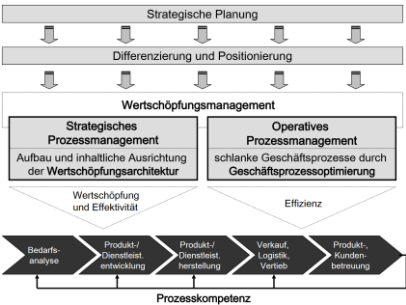 Strategische Planung
Differenzierung und Positionierung
Wertschöpfungsmanagement
Strategisches
Prozessmanagement
Aufbau und inhaltliche Ausrichtung
der Wertschöpfungsarchitektur
Operatives
Prozessmanagement
schlanke Geschäftsprozesse durch
Geschäftsprozessoptimierung
Wertschöpfung
und Effektivität
Effizienz
Bedarfs-
analyse
Produkt-/
Dienstleist.
entwicklung
Produkt-/
Dienstleist.
herstellung
Verkauf,
Logistik,
Vertrieb
Produkt-,
Kunden-
betreuung
Prozesskompetenz